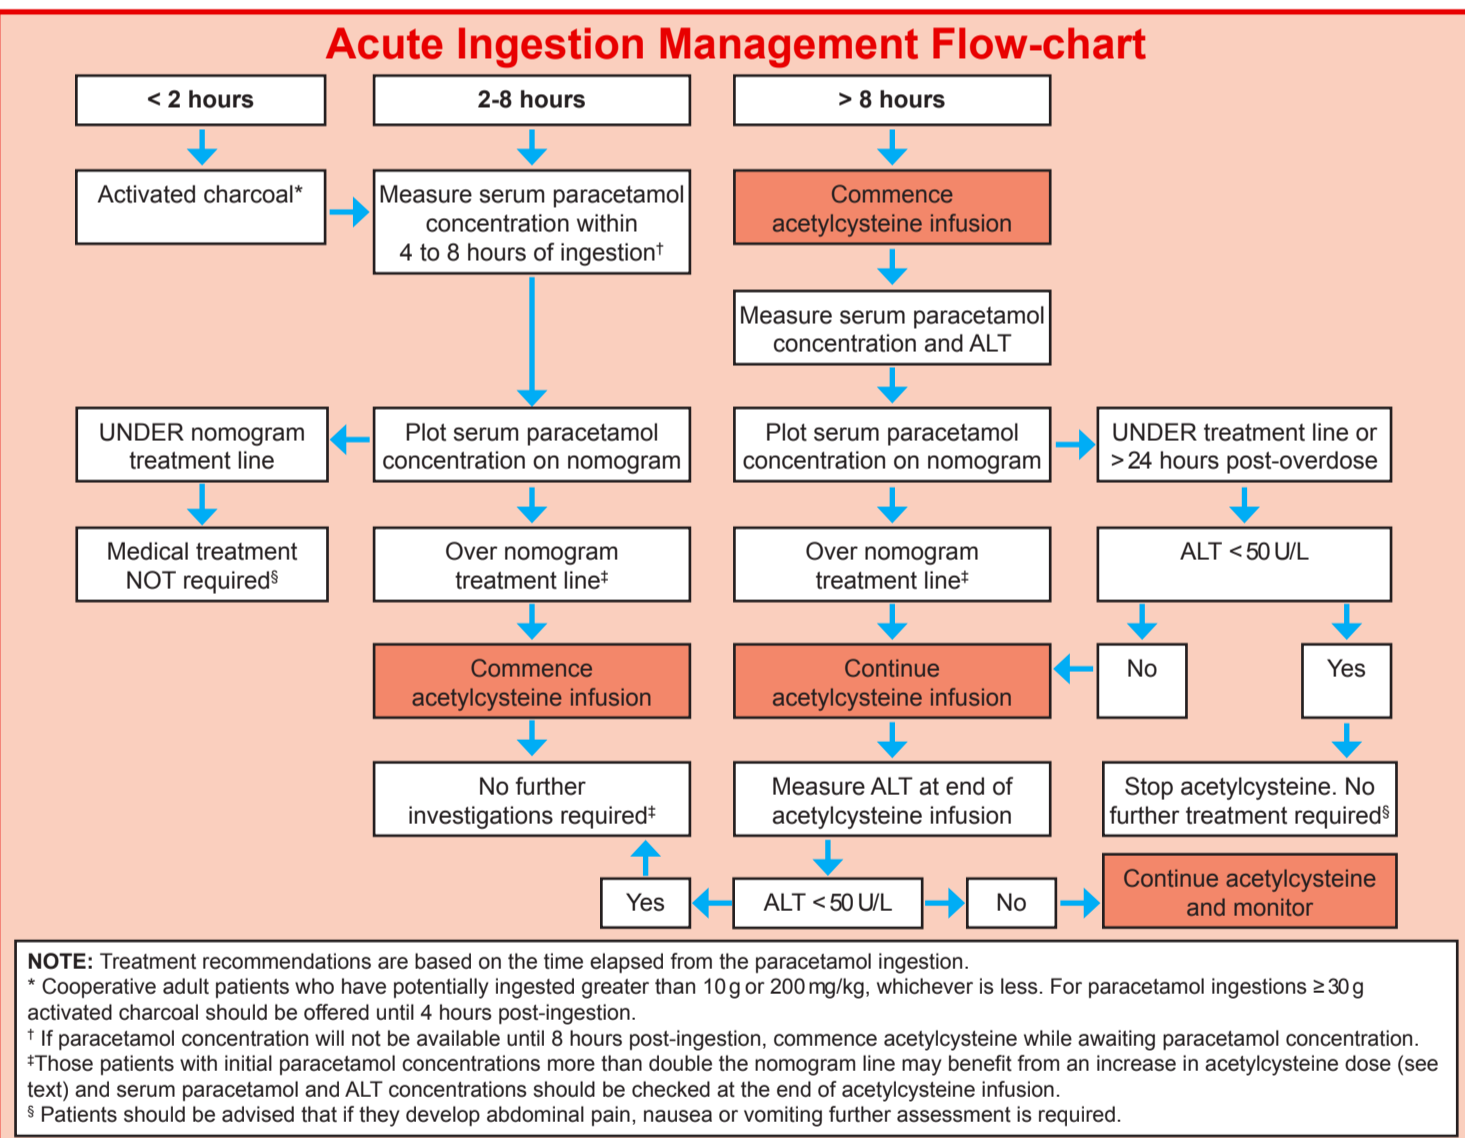 Acute Ingestion Management Flow-chart
< 2 hours
2-8 hours
> 8 hours
Activated charcoal*
Measure serum paracetamol
concentration within
4 to 8 hours of ingestion†
Commence
acetylcysteine infusion
Measure serum paracetamol
concentration and ALT
UNDER nomogram
treatment line
Plot serum paracetamol
concentration on nomogram
Plot serum paracetamol
concentration on nomogram
UNDER treatment line or
>24 hours post-overdose
Medical treatment
NOT required§
Over nomogram
treatment line‡
Over nomogram
treatment line‡
ALT <50 U/L
Commence
acetylcysteine infusion
Continue
acetylcysteine infusion
No
Yes
No further
investigations required‡
Measure ALT at end of
acetylcysteine infusion
Stop acetylcysteine. No
further treatment required§
Yes
ALT <50 U/L
No
Continue acetylcysteine
and monitor
NOTE: Treatment recommendations are based on the time elapsed from the paracetamol ingestion.
* Cooperative adult patients who have potentially ingested greater than 10 g or 200 mg/kg, whichever is less. For paracetamol ingestions ≥30 g
activated charcoal should be offered until 4 hours post-ingestion.
† If paracetamol concentration will not be available until 8 hours post-ingestion, commence acetylcysteine while awaiting paracetamol concentration.
‡Those patients with initial paracetamol concentrations more than double the nomogram line may benefit from an increase in acetylcysteine dose (see
text) and serum paracetamol and ALT concentrations should be checked at the end of acetylcysteine infusion.
§ Patients should be advised that if they develop abdominal pain, nausea or vomiting further assessment is required.